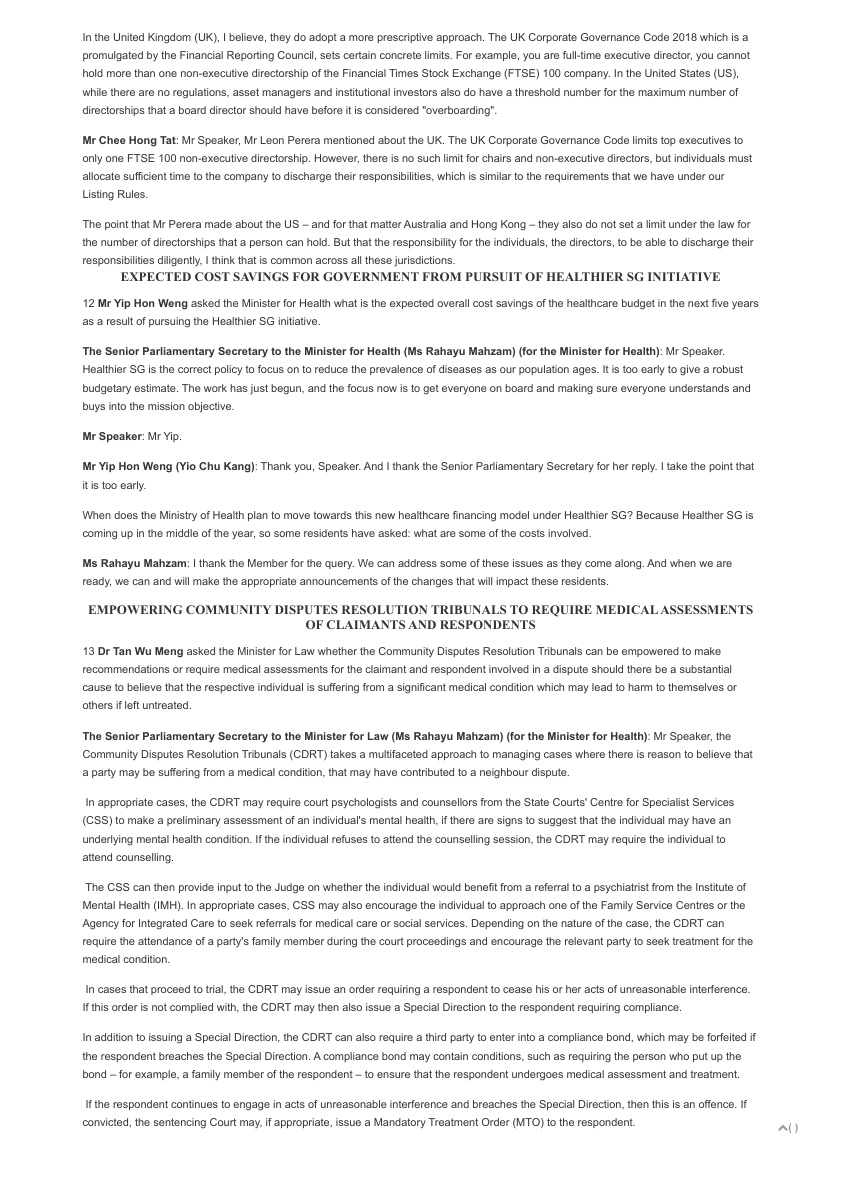 In the United Kingdom (UK), I believe, they do adopt a more prescriptive approach. The UK Corporate Governance Code 2018 which is a
promulgated by the Financial Reporting Council, sets certain concrete limits. For example, you are full-time executive director, you cannot
hold more than one non-executive directorship of the Financial Times Stock Exchange (FTSE) 100 company. In the United States (US),
while there are no regulations, asset managers and institutional investors also do have a threshold number for the maximum number of
directorships that a board director should have before it is considered "overboarding".
Mr Chee Hong Tat: Mr Speaker, Mr Leon Perera mentioned about the UK. The UK Corporate Governance Code limits top executives to
only one FTSE 100 non-executive directorship. However, there is no such limit for chairs and non-executive directors, but individuals must
allocate sufficient time to the company to discharge their responsibilities, which is similar to the requirements that we have under our
Listing Rules.
The point that Mr Perera made about the US – and for that matter Australia and Hong Kong – they also do not set a limit under the law for
the number of directorships that a person can hold. But that the responsibility for the individuals, the directors, to be able to discharge their
responsibilities diligently, I think that is common across all these jurisdictions.
EXPECTED COST SAVINGS FOR GOVERNMENT FROM PURSUIT OF HEALTHIER SG INITIATIVE
12 Mr Yip Hon Weng asked the Minister for Health what is the expected overall cost savings of the healthcare budget in the next five years
as a result of pursuing the Healthier SG initiative.
The Senior Parliamentary Secretary to the Minister for Health (Ms Rahayu Mahzam) (for the Minister for Health): Mr Speaker.
Healthier SG is the correct policy to focus on to reduce the prevalence of diseases as our population ages. It is too early to give a robust
budgetary estimate. The work has just begun, and the focus now is to get everyone on board and making sure everyone understands and
buys into the mission objective.
Mr Speaker: Mr Yip.
Mr Yip Hon Weng (Yio Chu Kang): Thank you, Speaker. And I thank the Senior Parliamentary Secretary for her reply. I take the point that
it is too early.
When does the Ministry of Health plan to move towards this new healthcare financing model under Healthier SG? Because Healther SG is
coming up in the middle of the year, so some residents have asked: what are some of the costs involved.
Ms Rahayu Mahzam: I thank the Member for the query. We can address some of these issues as they come along. And when we are
ready, we can and will make the appropriate announcements of the changes that will impact these residents.
EMPOWERING COMMUNITY DISPUTES RESOLUTION TRIBUNALS TO REQUIRE MEDICAL ASSESSMENTS
OF CLAIMANTS AND RESPONDENTS
13 Dr Tan Wu Meng asked the Minister for Law whether the Community Disputes Resolution Tribunals can be empowered to make
recommendations or require medical assessments for the claimant and respondent involved in a dispute should there be a substantial
cause to believe that the respective individual is suffering from a significant medical condition which may lead to harm to themselves or
others if left untreated.
The Senior Parliamentary Secretary to the Minister for Law (Ms Rahayu Mahzam) (for the Minister for Health): Mr Speaker, the
Community Disputes Resolution Tribunals (CDRT) takes a multifaceted approach to managing cases where there is reason to believe that
a party may be suffering from a medical condition, that may have contributed to a neighbour dispute.
In appropriate cases, the CDRT may require court psychologists and counsellors from the State Courts' Centre for Specialist Services
(CSS) to make a preliminary assessment of an individual's mental health, if there are signs to suggest that the individual may have an
underlying mental health condition. If the individual refuses to attend the counselling session, the CDRT may require the individual to
attend counselling.
The CSS can then provide input to the Judge on whether the individual would benefit from a referral to a psychiatrist from the Institute of
Mental Health (IMH). In appropriate cases, CSS may also encourage the individual to approach one of the Family Service Centres or the
Agency for Integrated Care to seek referrals for medical care or social services. Depending on the nature of the case, the CDRT can
require the attendance of a party's family member during the court proceedings and encourage the relevant party to seek treatment for the
medical condition.
In cases that proceed to trial, the CDRT may issue an order requiring a respondent to cease his or her acts of unreasonable interference.
If this order is not complied with, the CDRT may then also issue a Special Direction to the respondent requiring compliance.
In addition to issuing a Special Direction, the CDRT can also require a third party to enter into a compliance bond, which may be forfeited if
the respondent breaches the Special Direction. A compliance bond may contain conditions, such as requiring the person who put up the
bond – for example, a family member of the respondent – to ensure that the respondent undergoes medical assessment and treatment.
If the respondent continues to engage in acts of unreasonable interference and breaches the Special Direction, then this is an offence. If
convicted, the sentencing Court may, if appropriate, issue a Mandatory Treatment Order (MTO) to the respondent.
( )